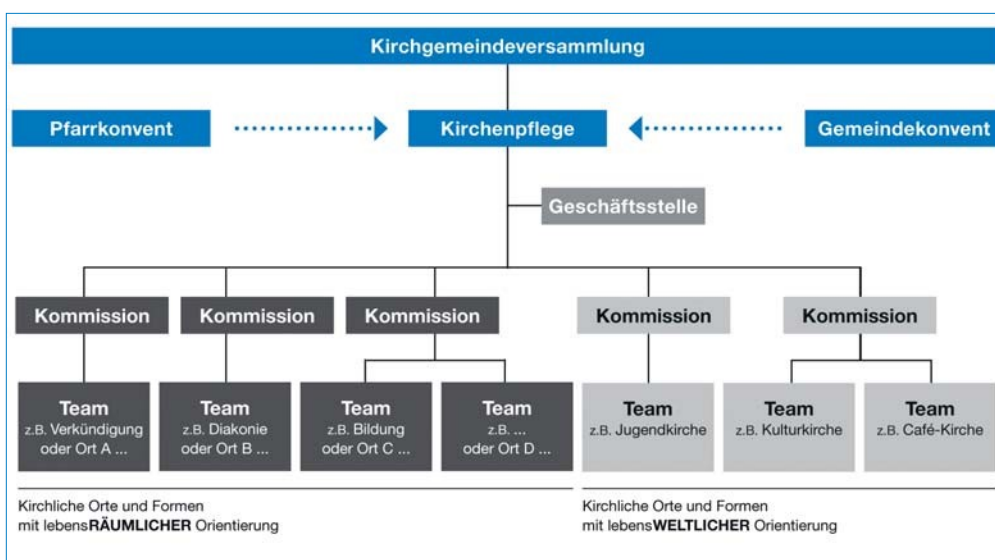 Kirchgemeindeversammlung
Pfarrkonvent
Kirchenpflege
Gemeindekonvent
Geschäftsstelle
Kommission
Kommission
Kommission
Kommission
Kommission
Team
z.B. Verkündigung
oder Ort A ...
Team
z.B. Diakonie
oder Ort B ...
Team
z.B. Bildung
oder Ort C ...
Team
z.B. ...
oder Ort D ...
Team
z.B. Jugendkirche
Team
z.B. Kulturkirche
Team
z.B. Café-Kirche
Kirchliche Orte und Formen
mit lebensRÄUMLICHER Orientierung
Kirchliche Orte und Formen
mit lebensWELTLICHER Orientierung